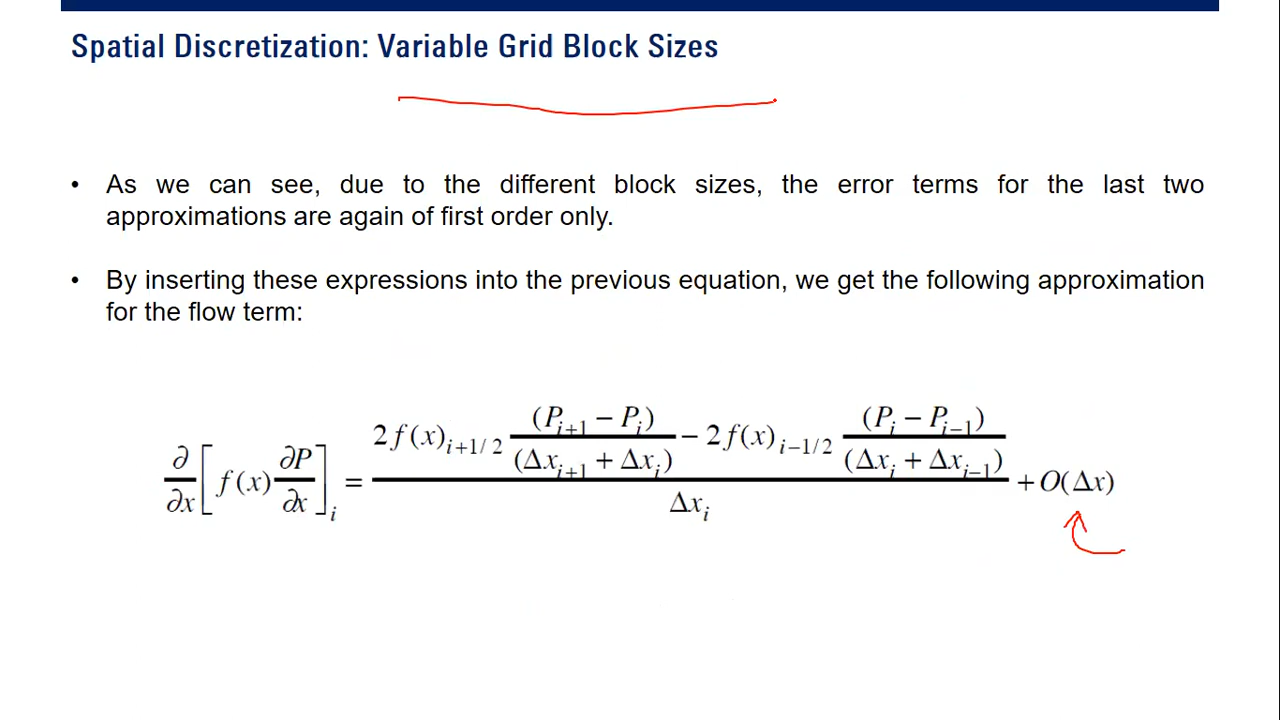 Spatial Discretization: Variable Grid Block Sizes
• As we can see, due to the different block sizes, the error terms for the last two
approximations are again of first order only.
• By inserting these expressions into the previous equation, we get the following approximation
for the flow term:
∂/∂x [f(x) ∂P/∂x]_i = (2f(x)_{i+1/2} (P_{i+1} − P_i)/(Δx_{i+1} + Δx_i) − 2f(x)_{i−1/2} (P_i − P_{i−1})/(Δx_i + Δx_{i−1}))/Δx_i + O(Δx)